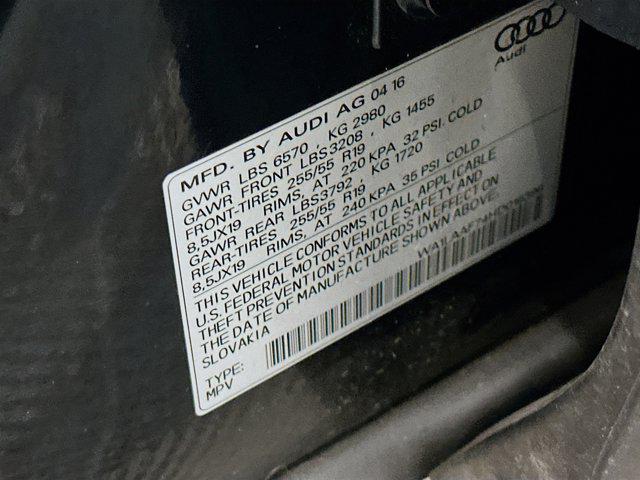 Audi
MFD. BY AUDI AG 04 16
GVWR LBS 6570 , KG 2980
GAWR FRONT LBS3208 , KG 1455
FRONT-TIRES 255/55 R19
8,5JX19 RIMS, AT 220 KPA 32 PSI. COLD
GAWR REAR LBS3792, KG 1720
REAR-TIRES 255/55 R19
8,5JX19 RIMS, AT 240 KPA 35 PSI. COLD
THIS VEHICLE CONFORMS TO ALL APPLICABLE
U.S. FEDERAL MOTOR VEHICLE SAFETY AND
THEFT PREVENTION STANDARDS IN EFFECT ON
THE DATE OF MANUFACTURE SHOWN ABOVE.
SLOVAKIA
TYPE:
MPV